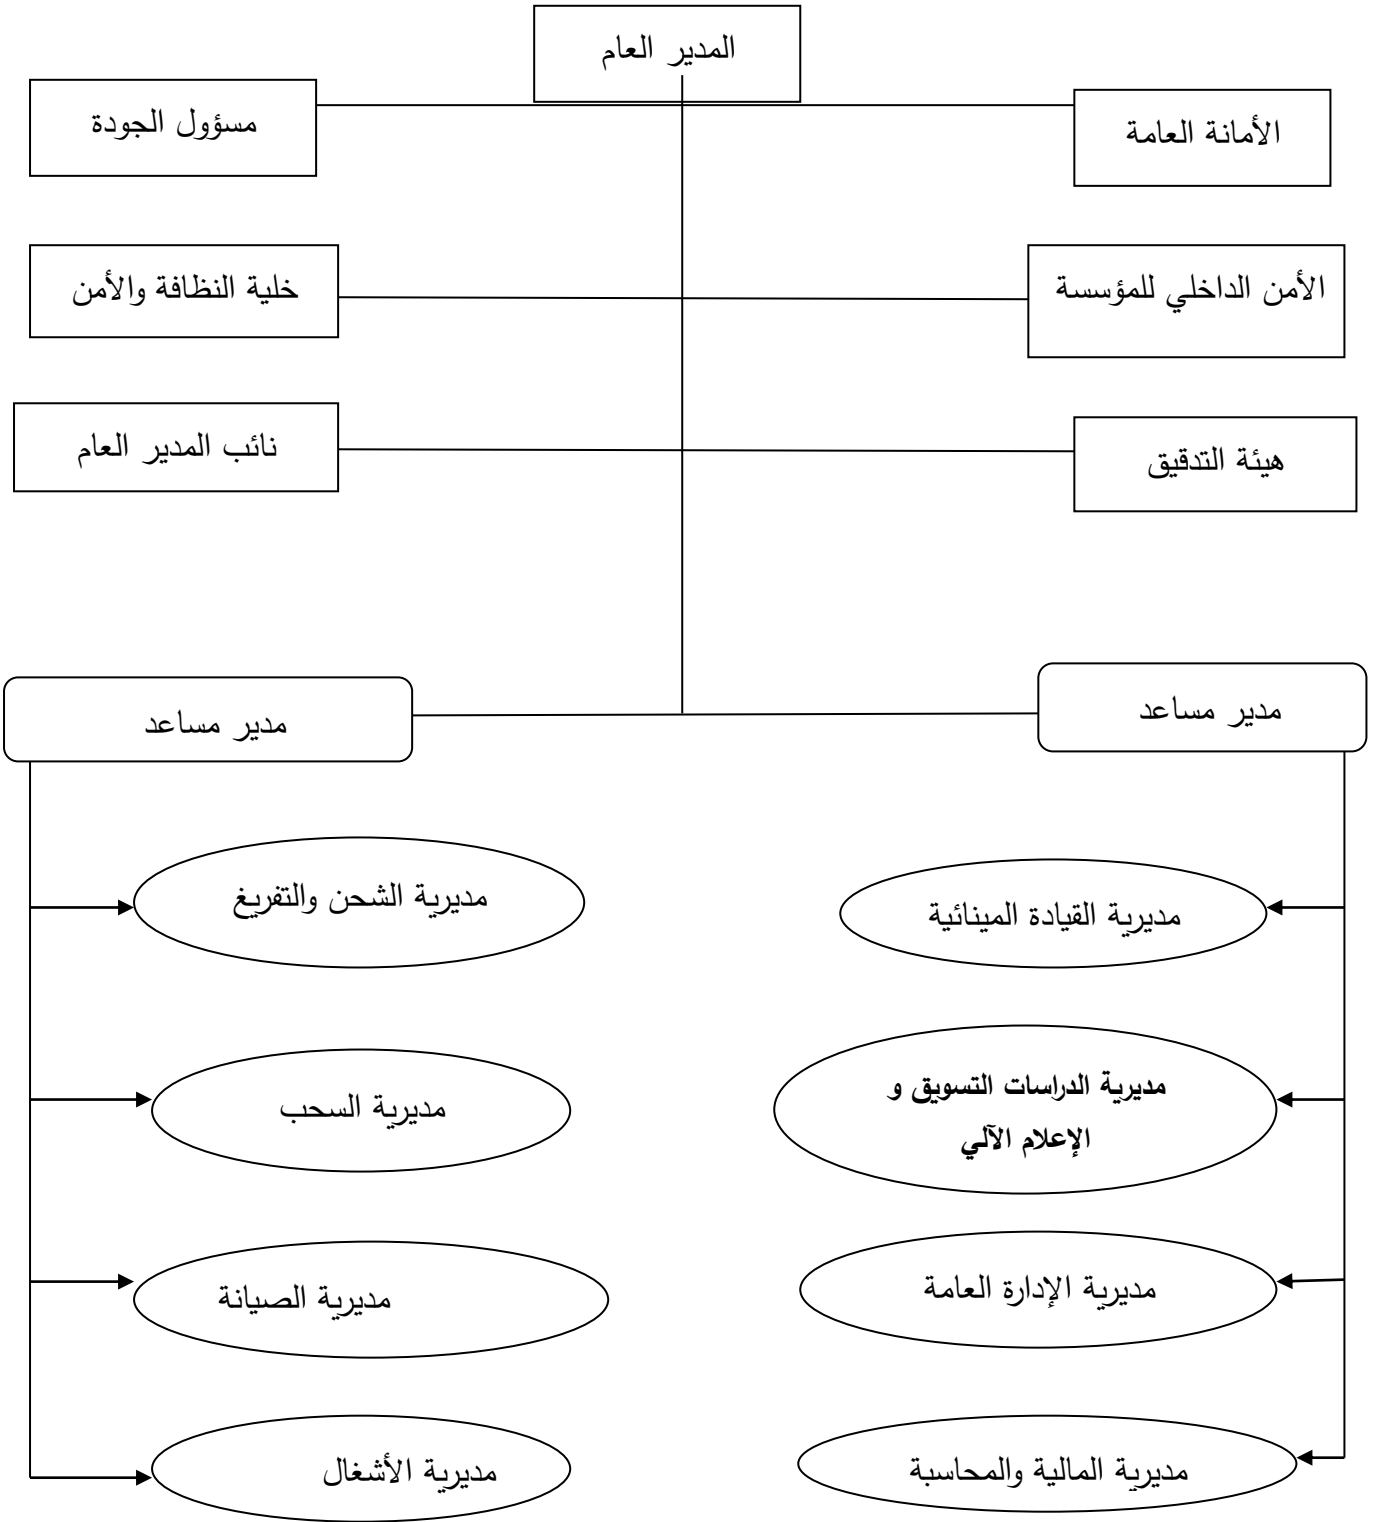 المدير العام
الأمانة العامة
مسؤول الجودة
الأمن الداخلي للمؤسسة
خلية النظافة والأمن
هيئة التدقيق
نائب المدير العام
مدير مساعد
مدير مساعد
مديرية القيادة المينائية
مديرية الشحن والتفريغ
مديرية الدراسات التسويق و
الإعلام الآلي
مديرية السحب
مديرية الإدارة العامة
مديرية الصيانة
مديرية المالية والمحاسبة
مديرية الأشغال